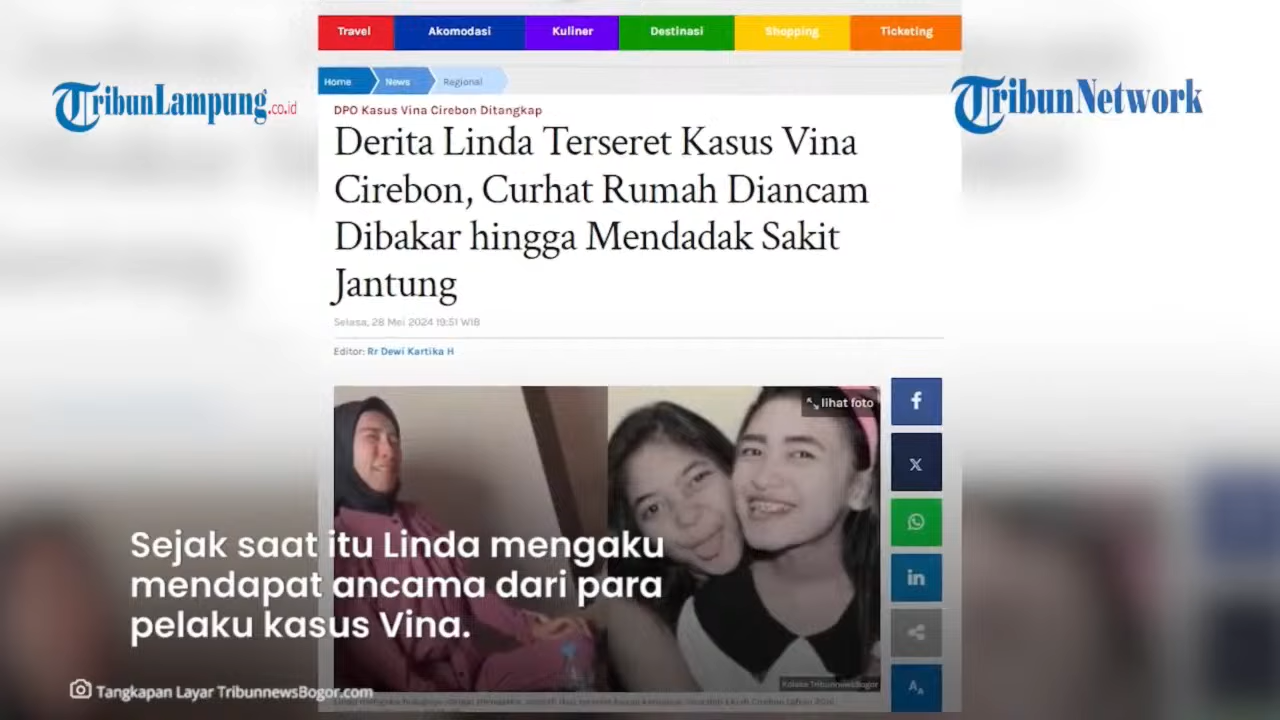 Travel Akomodasi Kuliner Destinasi Shopping Ticketing
Home News Regional
TribunLampung.co.id
TribunNetwork
DPO Kasus Vina Cirebon Ditangkap
Derita Linda Terseret Kasus Vina
Cirebon, Curhat Rumah Diancam
Dibakar hingga Mendadak Sakit
Jantung
Selasa, 28 Mei 2024 19:51 WIB
Editor: Rr Dewi Kartika H
lihat foto
Sejak saat itu Linda mengaku
mendapat ancama dari para
pelaku kasus Vina.
Kolase TribunnewsBogor
Tangkapan Layar TribunnewsBogor.com